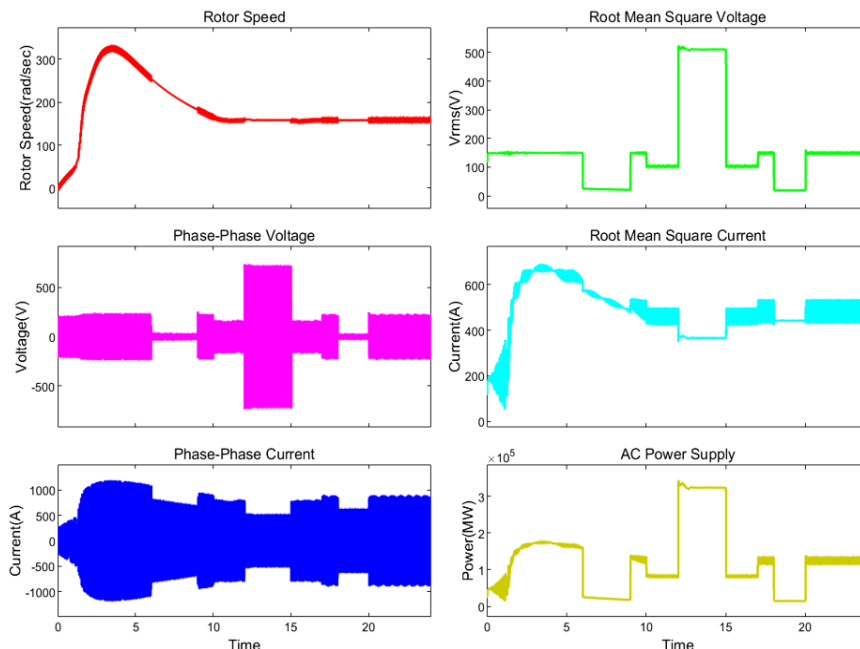 Rotor Speed
Rotor Speed(rad/sec)
300
200
100
0
Root Mean Square Voltage
Vrms(V)
500
400
300
200
100
0
Phase-Phase Voltage
Voltage(V)
500
0
-500
Root Mean Square Current
Current(A)
600
400
200
0
Phase-Phase Current
Current(A)
1000
500
0
-500
-1000
0 5 10 15 20
Time
AC Power Supply
×10^5
Power(MW)
3
2
1
0
0 5 10 15 20
Time